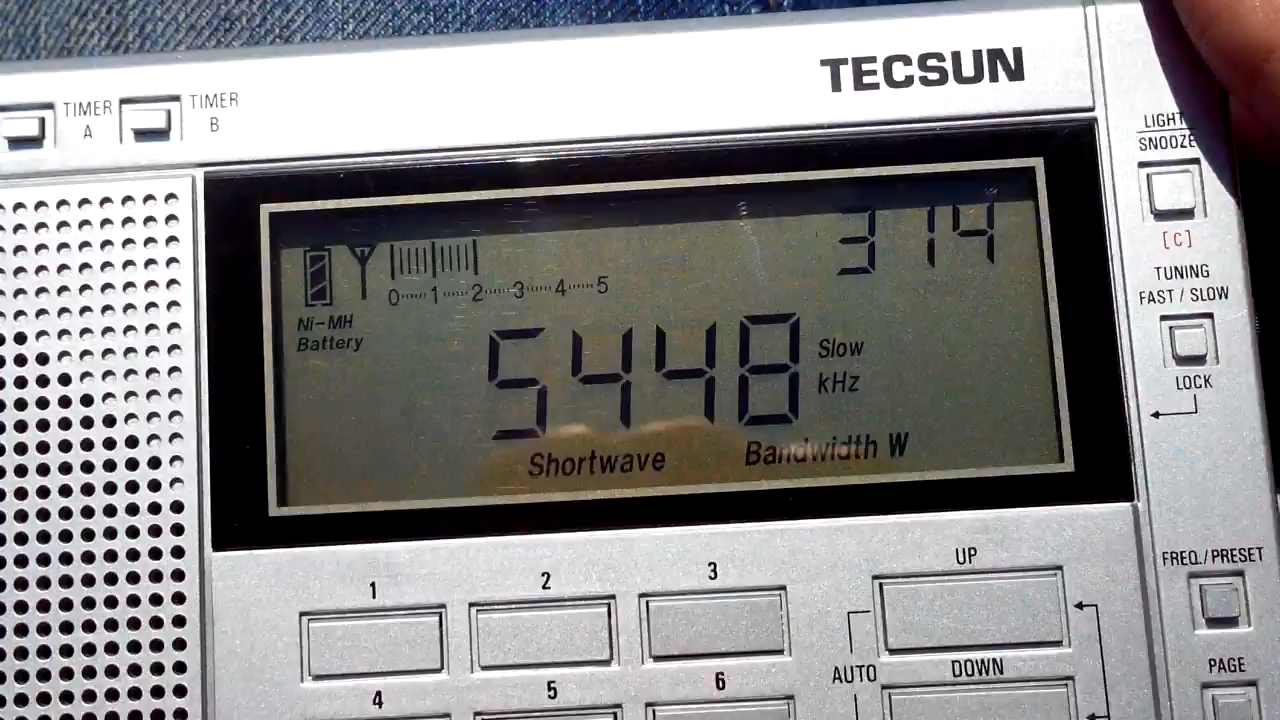 TECSUN
TIMER A
TIMER B
LIGHT
SNOOZE
[C]
314
0 1 2 3 4 5
Ni-MH
Battery
5448
Slow
kHz
Shortwave
Bandwidth W
TUNING
FAST / SLOW
LOCK
1
2
3
UP
FREQ./PRESET
AUTO
DOWN
PAGE
4
5
6